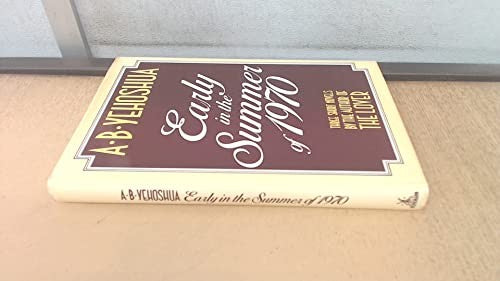 A·B·YEHOSHUA
Early
in the
Summer
of 1970
THREE SHORT NOVELS
BY THE AUTHOR OF
THE LOVER
A·B·YEHOSHUA Early in the Summer of 1970